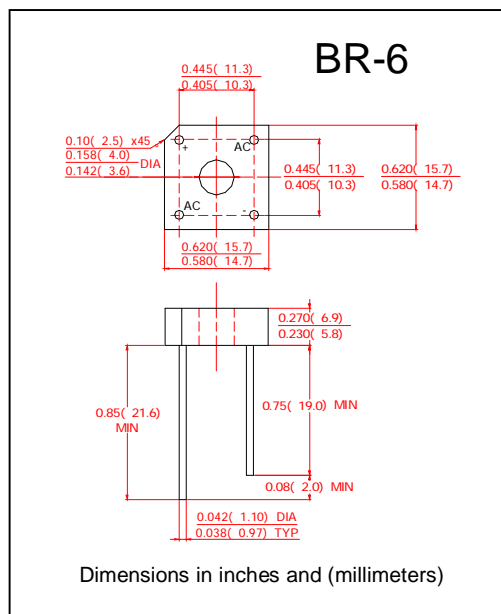 BR-6
0.445( 11.3)
0.405( 10.3)
0.10( 2.5) x45
0.158( 4.0)
0.142( 3.6) DIA
+ AC
AC -
0.445( 11.3)
0.405( 10.3)
0.620( 15.7)
0.580( 14.7)
0.620( 15.7)
0.580( 14.7)
0.270( 6.9)
0.230( 5.8)
0.85( 21.6)
MIN
0.75( 19.0) MIN
0.08( 2.0) MIN
0.042( 1.10) DIA
0.038( 0.97) TYP
Dimensions in inches and (millimeters)